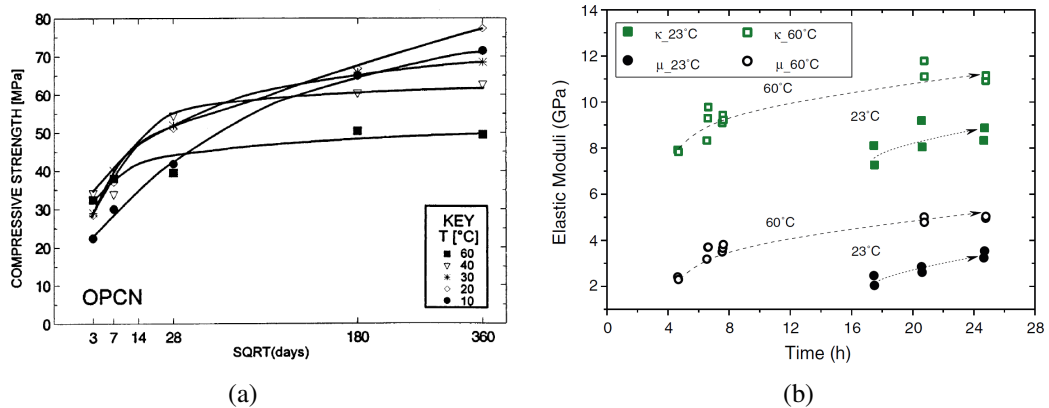 (a)
COMPRESSIVE STRENGTH [MPa]
80
70
60
50
40
30
20
10
0
OPCN
KEY
T [°C]
60
40
30
20
10
3 7 14 28 180 360
SQRT(days)
(a)
(b)
Elastic Moduli (GPa)
14
12
10
8
6
4
2
κ_23°C κ_60°C
μ_23°C μ_60°C
60°C
23°C
60°C
23°C
0 4 8 12 16 20 24 28
Time (h)
(b)